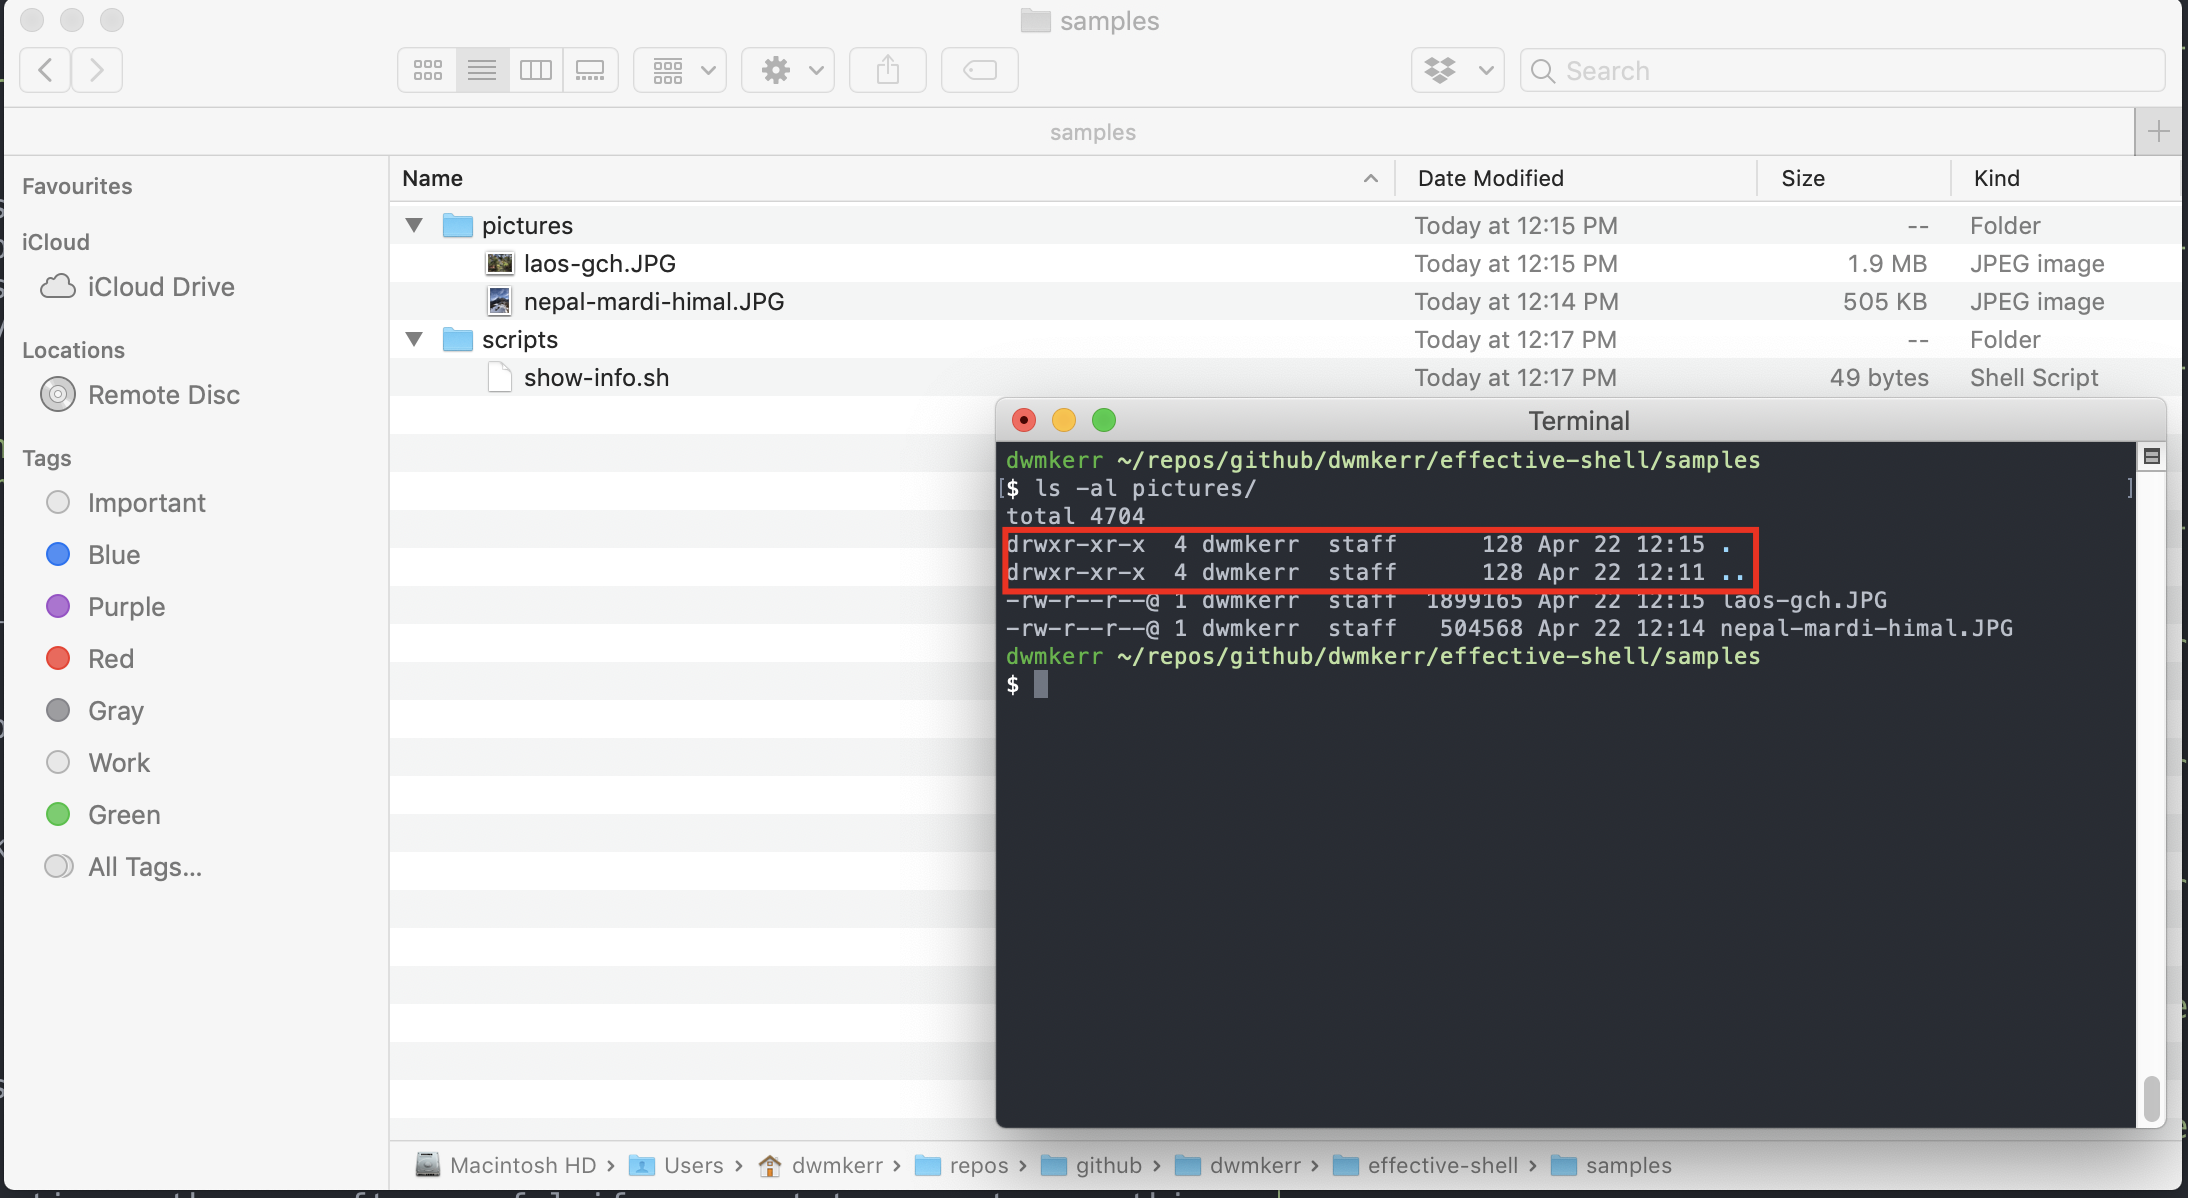 samples
Search
samples
Favourites
iCloud
iCloud Drive
Locations
Remote Disc
Tags
Important
Blue
Purple
Red
Gray
Work
Green
All Tags...
Name Date Modified Size Kind
pictures Today at 12:15 PM -- Folder
laos-gch.JPG Today at 12:15 PM 1.9 MB JPEG image
nepal-mardi-himal.JPG Today at 12:14 PM 505 KB JPEG image
scripts Today at 12:17 PM -- Folder
show-info.sh Today at 12:17 PM 49 bytes Shell Script
Terminal
dwmkerr ~/repos/github/dwmkerr/effective-shell/samples
[$ ls -al pictures/ ]
total 4704
drwxr-xr-x 4 dwmkerr staff 128 Apr 22 12:15 .
drwxr-xr-x 4 dwmkerr staff 128 Apr 22 12:11 ..
-rw-r--r--@ 1 dwmkerr staff 1899165 Apr 22 12:15 laos-gch.JPG
-rw-r--r--@ 1 dwmkerr staff 504568 Apr 22 12:14 nepal-mardi-himal.JPG
dwmkerr ~/repos/github/dwmkerr/effective-shell/samples
$
Macintosh HD › Users › dwmkerr › repos › github › dwmkerr › effective-shell › samples